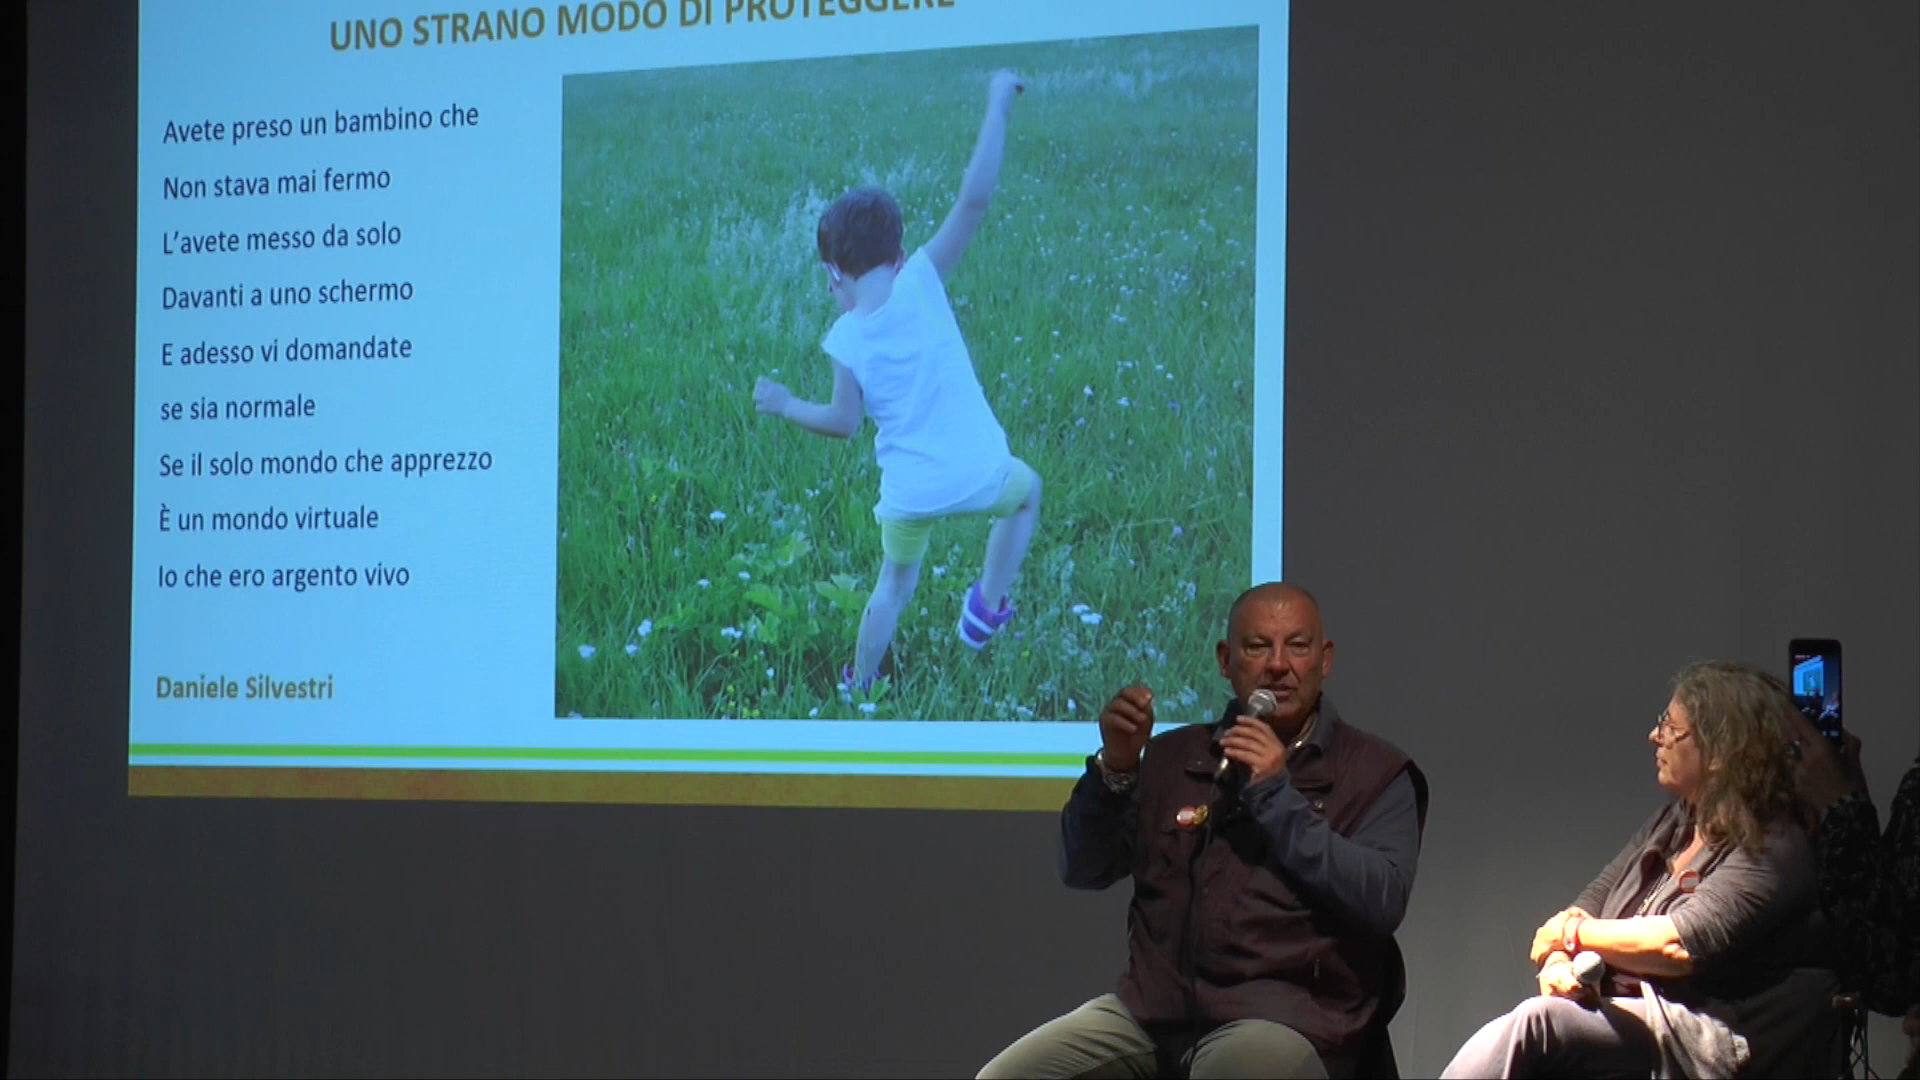 UNO STRANO MODO DI PROTEGGERE
Avete preso un bambino che
Non stava mai fermo
L'avete messo da solo
Davanti a uno schermo
E adesso vi domandate
se sia normale
Se il solo mondo che apprezzo
È un mondo virtuale
Io che ero argento vivo
Daniele Silvestri